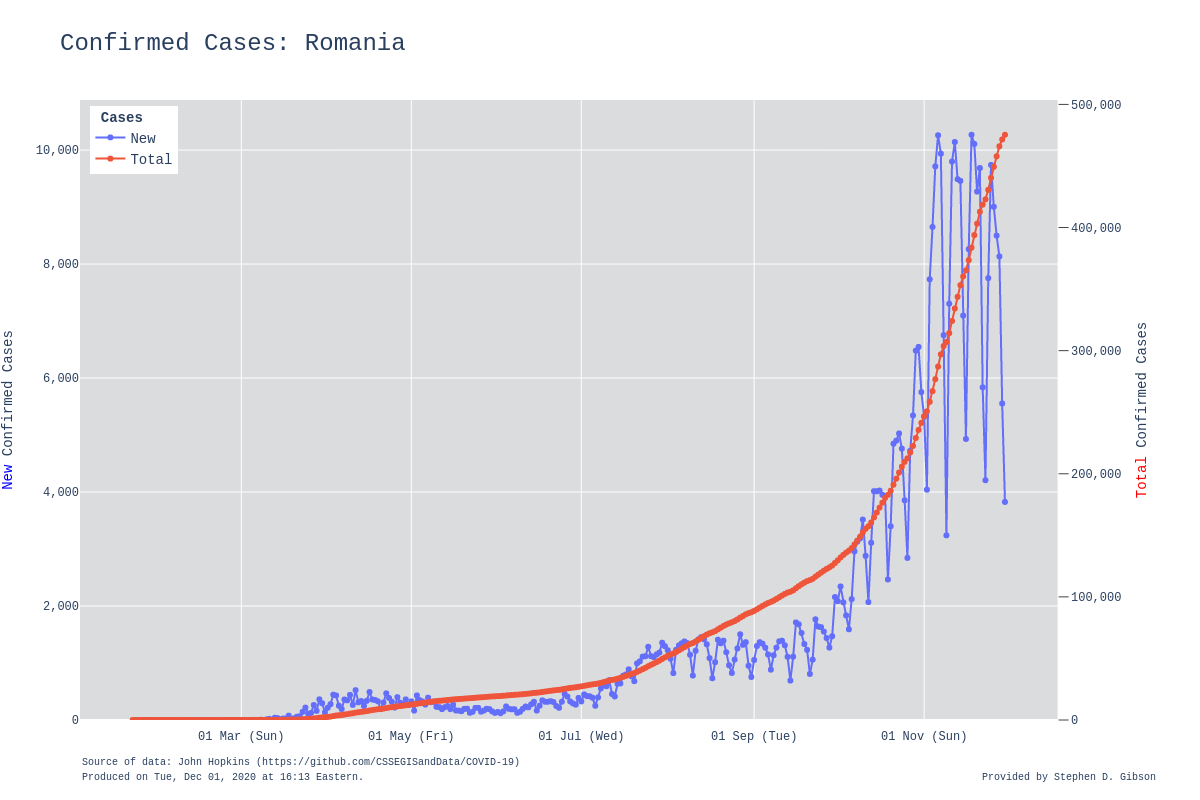 Confirmed Cases: Romania
Cases
New
Total
10,000
8,000
6,000
4,000
2,000
0
New Confirmed Cases
500,000
400,000
300,000
200,000
100,000
0
Total Confirmed Cases
01 Mar (Sun)
01 May (Fri)
01 Jul (Wed)
01 Sep (Tue)
01 Nov (Sun)
Source of data: John Hopkins (https://github.com/CSSEGISandData/COVID-19)
Produced on Tue, Dec 01, 2020 at 16:13 Eastern.
Provided by Stephen D. Gibson